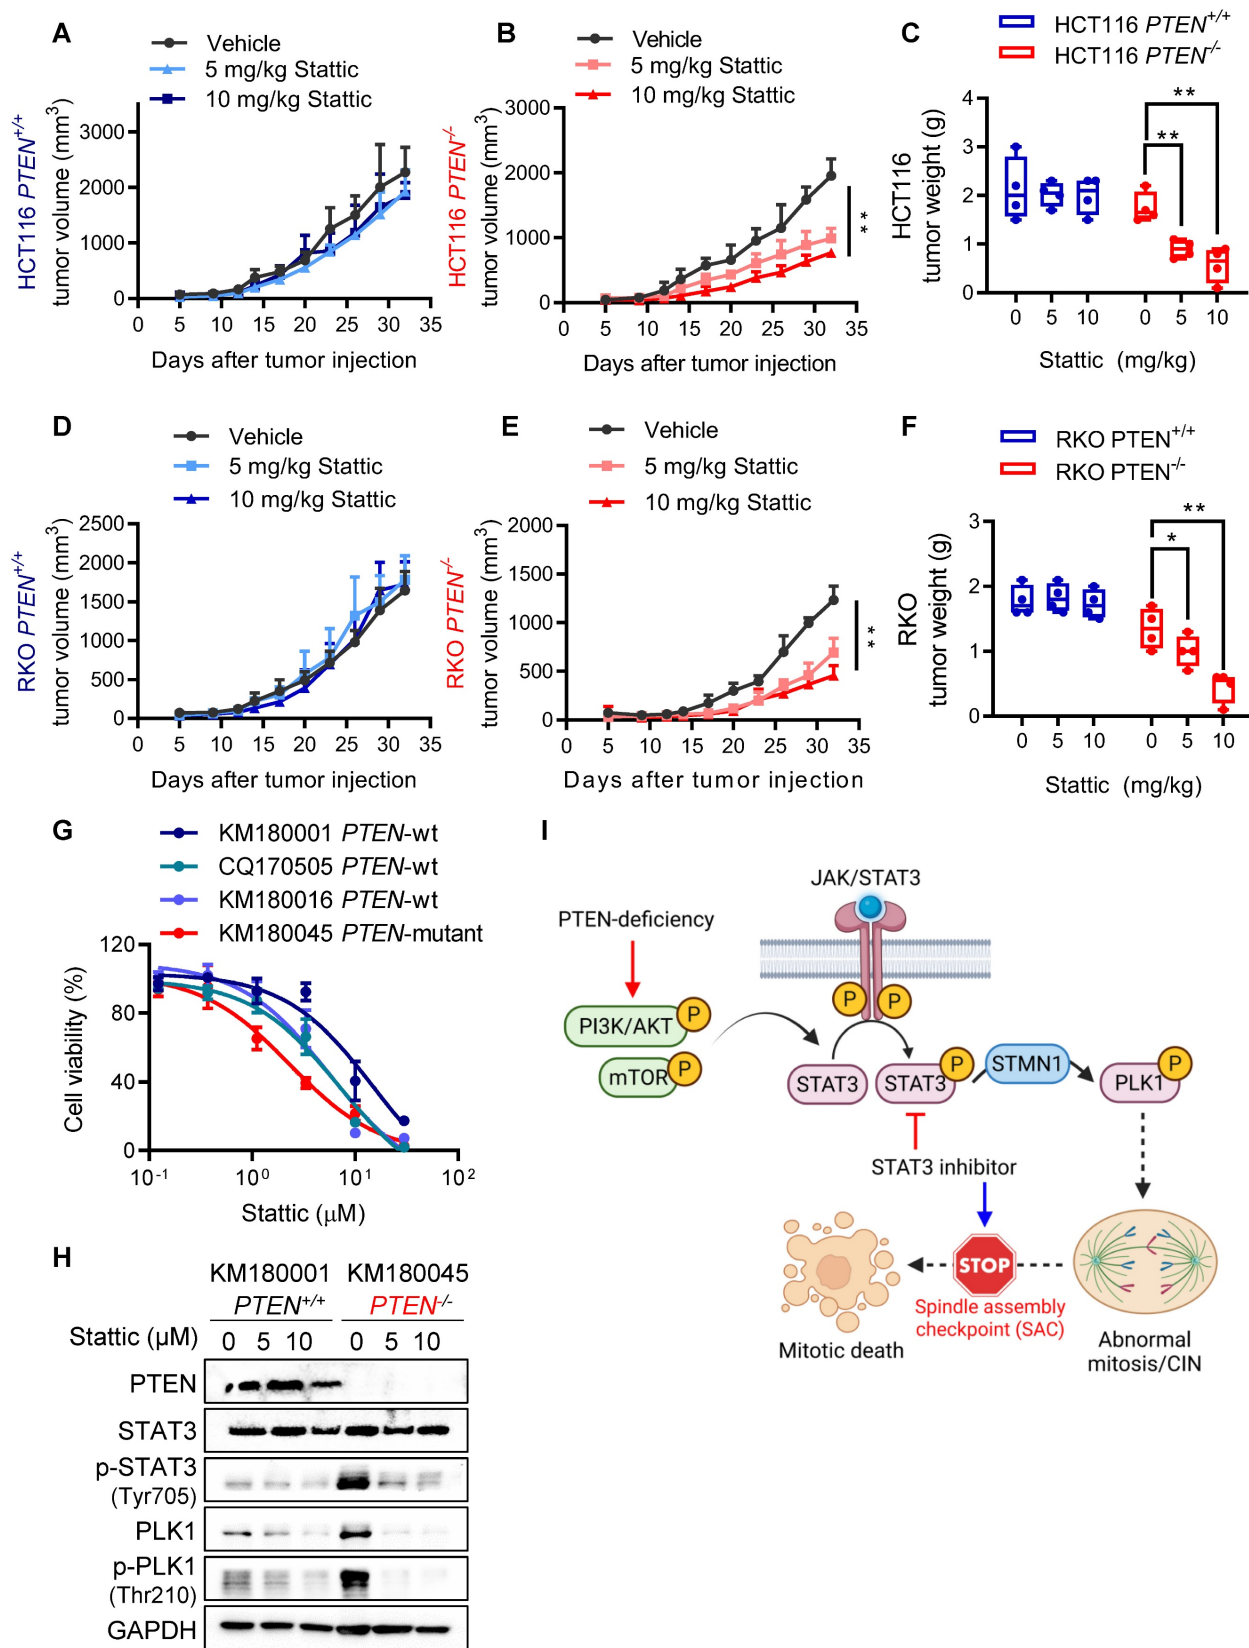 A
Vehicle
5 mg/kg Stattic
10 mg/kg Stattic
HCT116 PTEN+/+
tumor volume (mm3)
3000
2000
1000
0
0 5 10 15 20 25 30 35
Days after tumor injection
B
Vehicle
5 mg/kg Stattic
10 mg/kg Stattic
HCT116 PTEN-/-
tumor volume (mm3)
3000
2000
1000
0
**
0 5 10 15 20 25 30 35
Days after tumor injection
C
HCT116 PTEN+/+
HCT116 PTEN-/-
HCT116
tumor weight (g)
4
3
2
1
0
**
**
0 5 10 0 5 10
Stattic (mg/kg)
D
Vehicle
5 mg/kg Stattic
10 mg/kg Stattic
RKO PTEN+/+
tumor volume (mm3)
2500
2000
1500
1000
500
0
0 5 10 15 20 25 30 35
Days after tumor injection
E
Vehicle
5 mg/kg Stattic
10 mg/kg Stattic
RKO PTEN-/-
tumor volume (mm3)
2000
1500
1000
500
0
**
0 5 10 15 20 25 30 35
Days after tumor injection
F
RKO PTEN+/+
RKO PTEN-/-
RKO
tumor weight (g)
3
2
1
0
**
*
0 5 10 0 5 10
Stattic (mg/kg)
G
KM180001 PTEN-wt
CQ170505 PTEN-wt
KM180016 PTEN-wt
KM180045 PTEN-mutant
Cell viability (%)
120
80
40
0
10-1 100 101 102
Stattic (μM)
H
KM180001 KM180045
PTEN+/+ PTEN-/-
Stattic (μM) 0 5 10 0 5 10
PTEN
STAT3
p-STAT3
(Tyr705)
PLK1
p-PLK1
(Thr210)
GAPDH
I
JAK/STAT3
PTEN-deficiency
P P
PI3K/AKT P
mTOR P
STAT3
STAT3 P
STMN1
PLK1 P
STAT3 inhibitor
STOP
Spindle assembly
checkpoint (SAC)
Mitotic death
Abnormal
mitosis/CIN